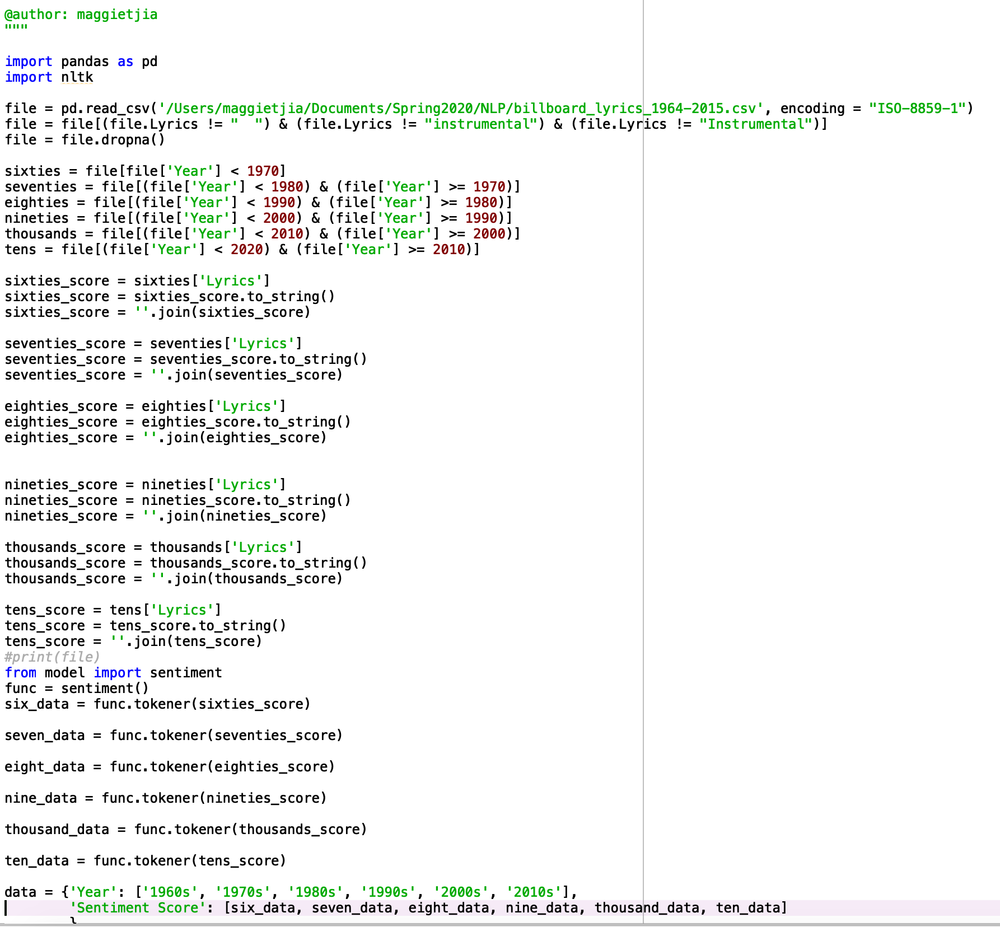 @author: maggietjia
"""
import pandas as pd
import nltk
file = pd.read_csv('/Users/maggietjia/Documents/Spring2020/NLP/billboard_lyrics_1964-2015.csv', encoding = "ISO-8859-1")
file = file[(file.Lyrics != "  ") & (file.Lyrics != "instrumental") & (file.Lyrics != "Instrumental")]
file = file.dropna()
sixties = file[file['Year'] < 1970]
seventies = file[(file['Year'] < 1980) & (file['Year'] >= 1970)]
eighties = file[(file['Year'] < 1990) & (file['Year'] >= 1980)]
nineties = file[(file['Year'] < 2000) & (file['Year'] >= 1990)]
thousands = file[(file['Year'] < 2010) & (file['Year'] >= 2000)]
tens = file[(file['Year'] < 2020) & (file['Year'] >= 2010)]
sixties_score = sixties['Lyrics']
sixties_score = sixties_score.to_string()
sixties_score = ''.join(sixties_score)
seventies_score = seventies['Lyrics']
seventies_score = seventies_score.to_string()
seventies_score = ''.join(seventies_score)
eighties_score = eighties['Lyrics']
eighties_score = eighties_score.to_string()
eighties_score = ''.join(eighties_score)
nineties_score = nineties['Lyrics']
nineties_score = nineties_score.to_string()
nineties_score = ''.join(nineties_score)
thousands_score = thousands['Lyrics']
thousands_score = thousands_score.to_string()
thousands_score = ''.join(thousands_score)
tens_score = tens['Lyrics']
tens_score = tens_score.to_string()
tens_score = ''.join(tens_score)
#print(file)
from model import sentiment
func = sentiment()
six_data = func.tokener(sixties_score)
seven_data = func.tokener(seventies_score)
eight_data = func.tokener(eighties_score)
nine_data = func.tokener(nineties_score)
thousand_data = func.tokener(thousands_score)
ten_data = func.tokener(tens_score)
data = {'Year': ['1960s', '1970s', '1980s', '1990s', '2000s', '2010s'],
        'Sentiment Score': [six_data, seven_data, eight_data, nine_data, thousand_data, ten_data]
        }